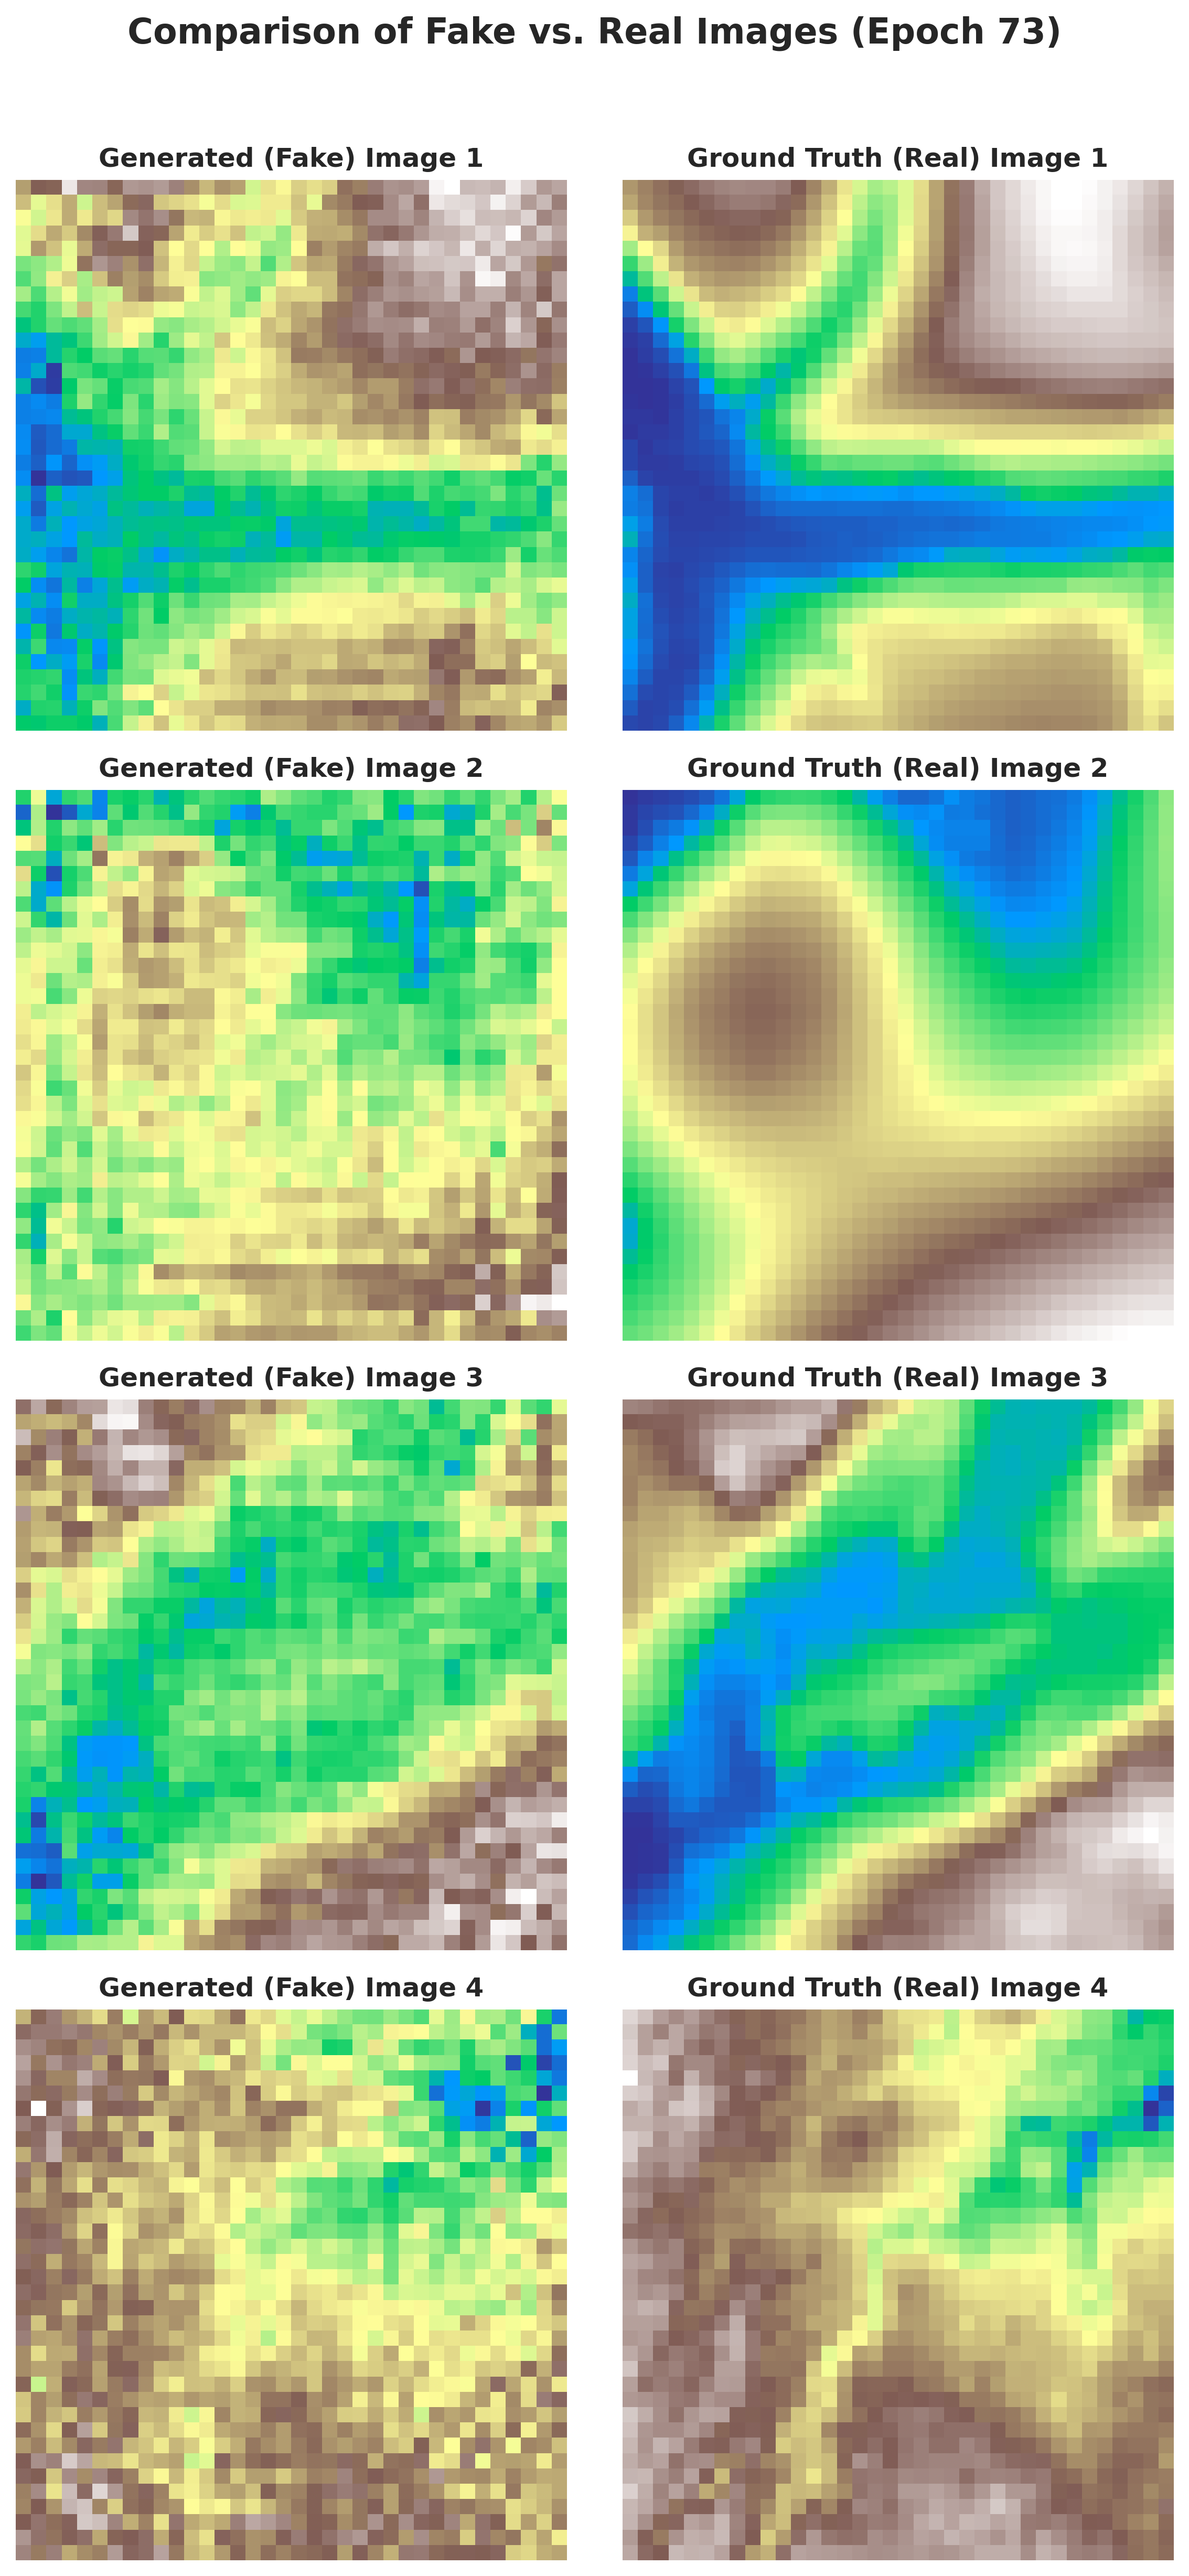 Comparison of Fake vs. Real Images (Epoch 73)
Generated (Fake) Image 1
Ground Truth (Real) Image 1
Generated (Fake) Image 2
Ground Truth (Real) Image 2
Generated (Fake) Image 3
Ground Truth (Real) Image 3
Generated (Fake) Image 4
Ground Truth (Real) Image 4